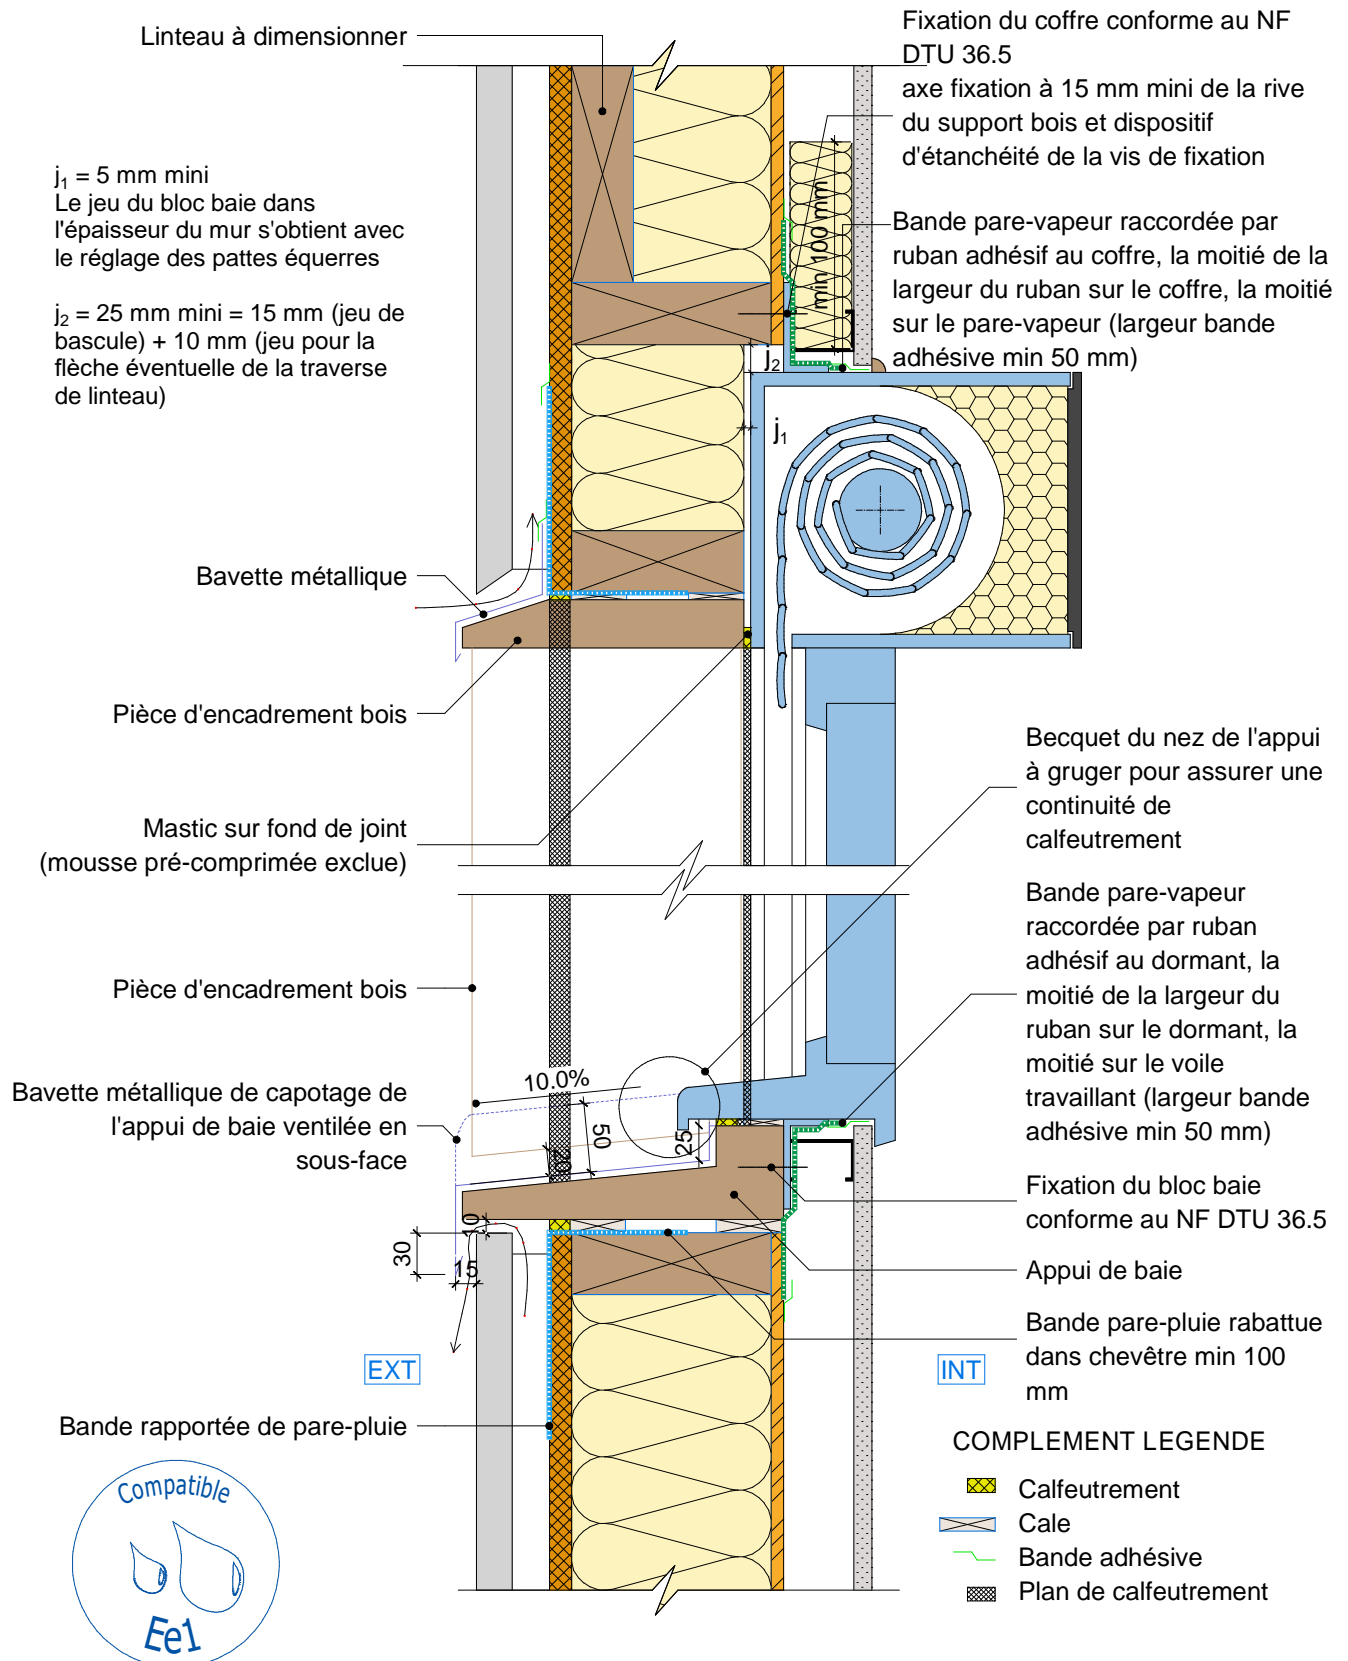 Linteau à dimensionner
Fixation du coffre conforme au NF
DTU 36.5
axe fixation à 15 mm mini de la rive
du support bois et dispositif
d'étanchéité de la vis de fixation
j1 = 5 mm mini
Le jeu du bloc baie dans
l'épaisseur du mur s'obtient avec
le réglage des pattes équerres
j2 = 25 mm mini = 15 mm (jeu de
bascule) + 10 mm (jeu pour la
flèche éventuelle de la traverse
de linteau)
min 100 mm
Bande pare-vapeur raccordée par
ruban adhésif au coffre, la moitié de la
largeur du ruban sur le coffre, la moitié
sur le pare-vapeur (largeur bande
adhésive min 50 mm)
j2
j1
Bavette métallique
Pièce d'encadrement bois
Mastic sur fond de joint
(mousse pré-comprimée exclue)
Becquet du nez de l'appui
à gruger pour assurer une
continuité de
calfeutrement
Pièce d'encadrement bois
Bande pare-vapeur
raccordée par ruban
adhésif au dormant, la
moitié de la largeur du
ruban sur le dormant, la
moitié sur le voile
travaillant (largeur bande
adhésive min 50 mm)
Bavette métallique de capotage de
l'appui de baie ventilée en
sous-face
10.0%
50
25
20
10
30
15
Fixation du bloc baie
conforme au NF DTU 36.5
Appui de baie
Bande pare-pluie rabattue
dans chevêtre min 100
mm
EXT
INT
Bande rapportée de pare-pluie
COMPLEMENT LEGENDE
Calfeutrement
Cale
Bande adhésive
Plan de calfeutrement
Compatible
Ee1